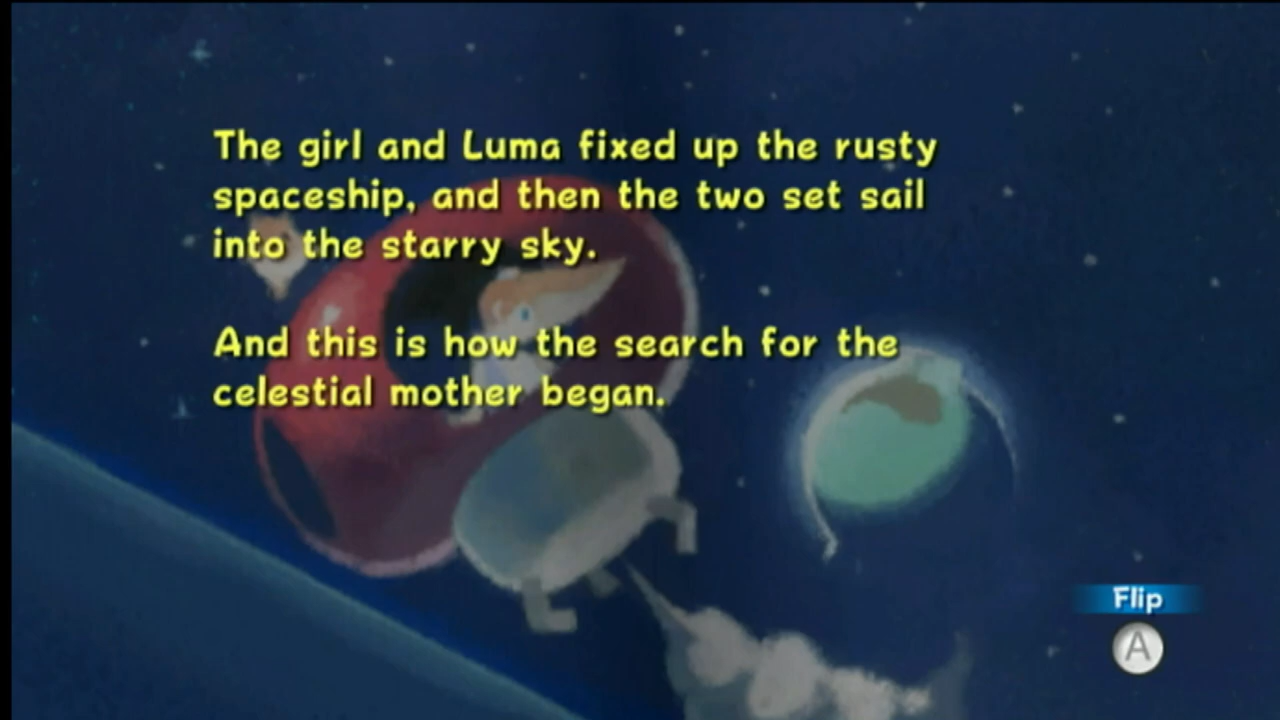 The girl and Luma fixed up the rusty
spaceship, and then the two set sail
into the starry sky.
And this is how the search for the
celestial mother began.
Flip
A